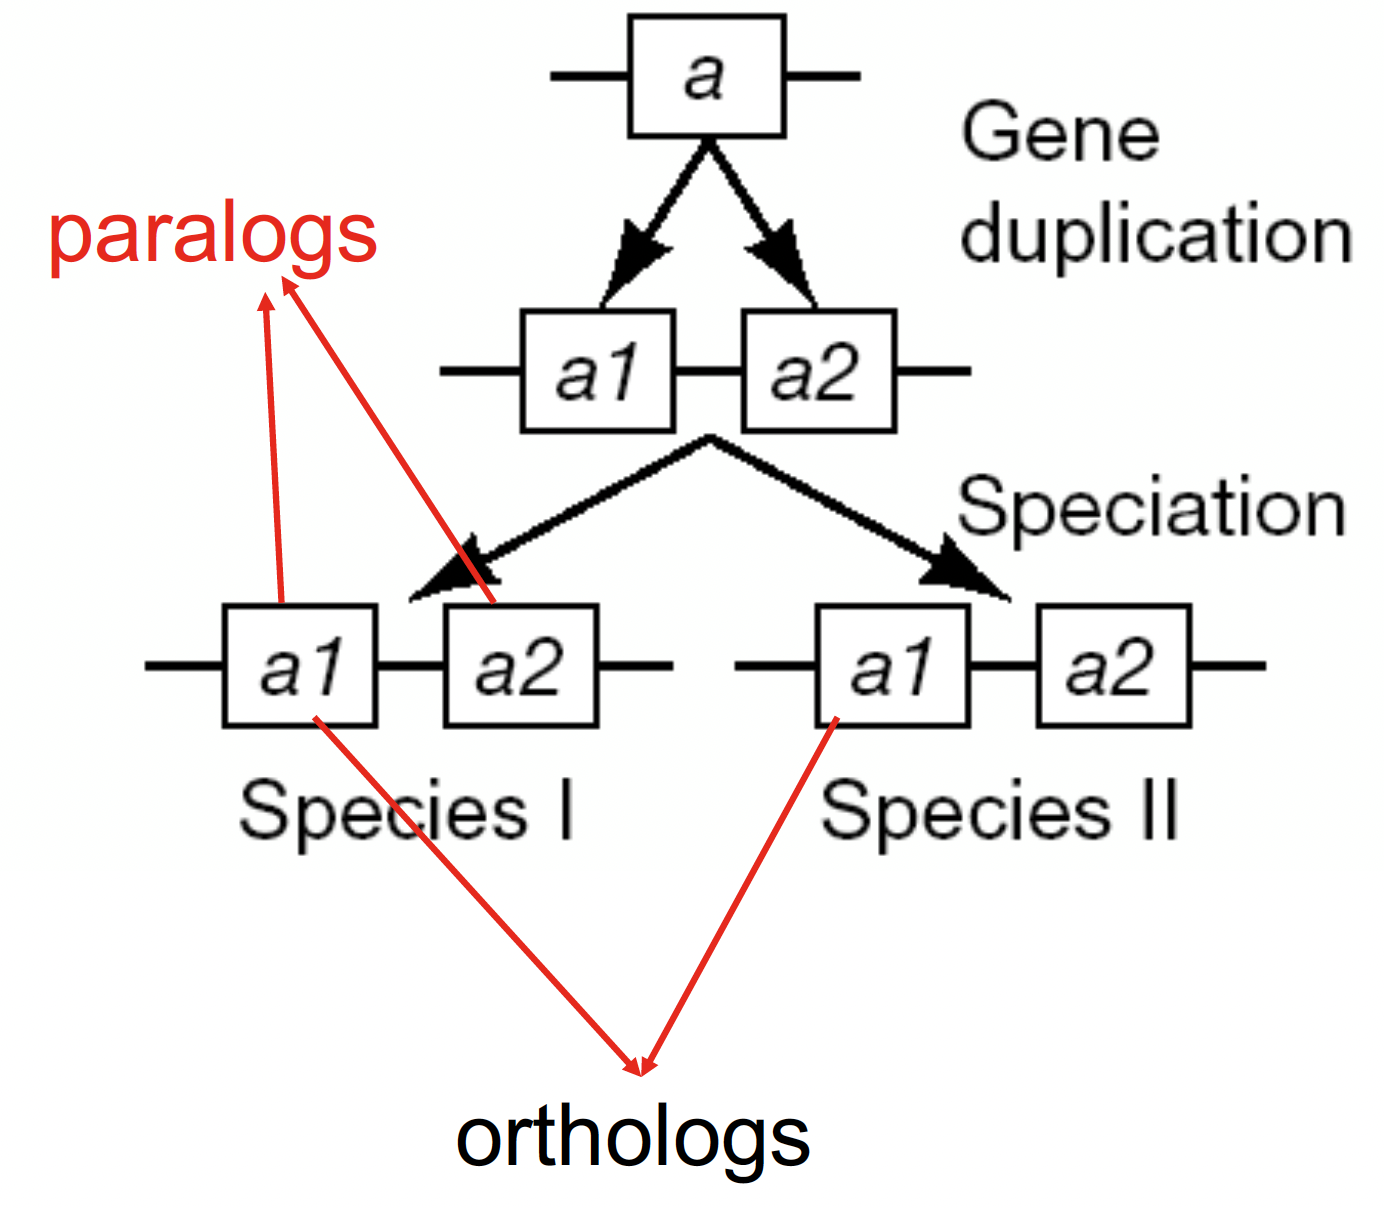 a
Gene
duplication
paralogs
a1 a2
Speciation
a1 a2 a1 a2
Species I Species II
orthologs